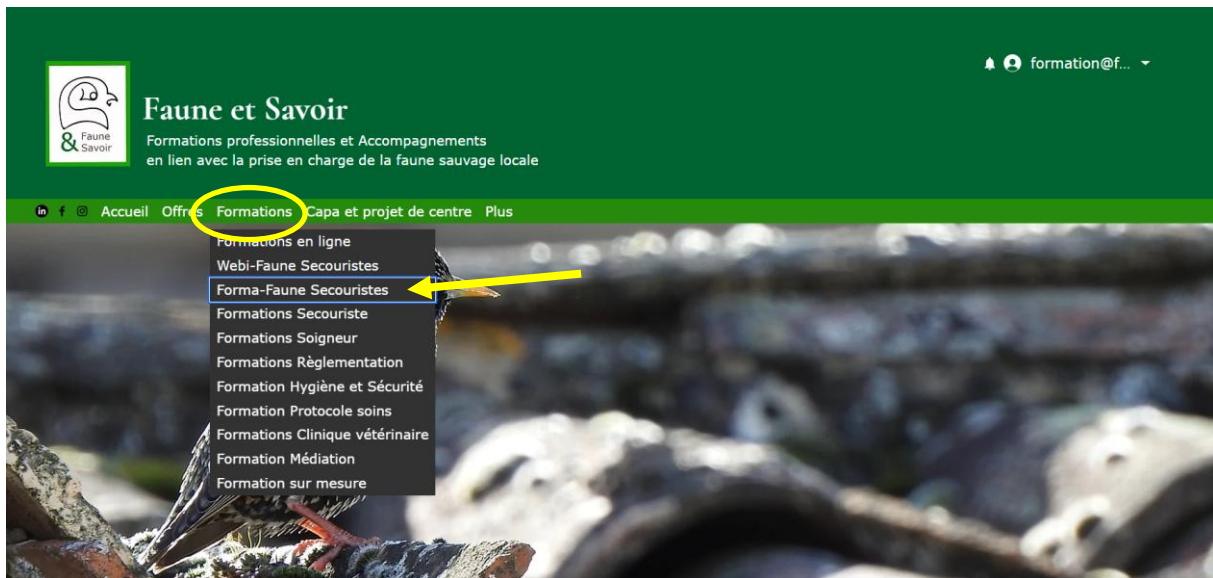 formation@f...
Faune et Savoir
Formations professionnelles et Accompagnements
en lien avec la prise en charge de la faune sauvage locale
& Faune
Savoir
in f Accueil Offres Formations Capa et projet de centre Plus
Formations en ligne
Webi-Faune Secouristes
Forma-Faune Secouristes
Formations Secouriste
Formations Soigneur
Formations Règlementation
Formation Hygiène et Sécurité
Formation Protocole soins
Formations Clinique vétérinaire
Formation Médiation
Formation sur mesure